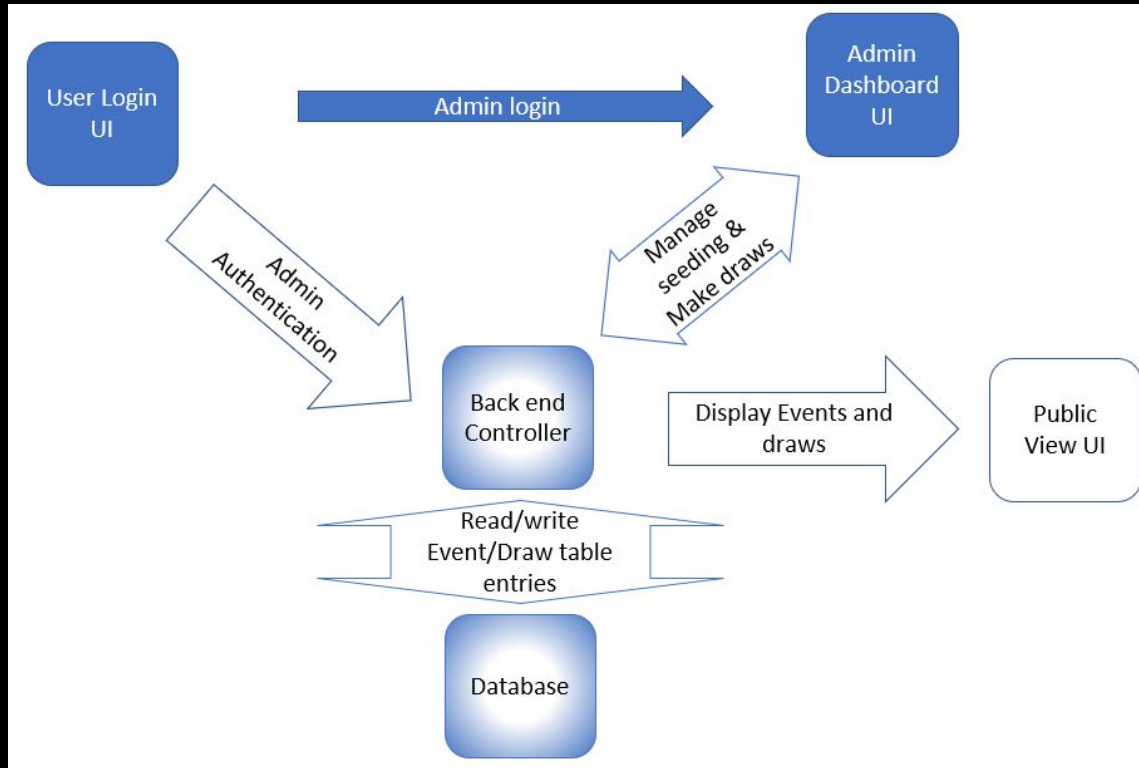 User Login
UI
Admin login
Admin
Dashboard
UI
Admin
Authentication
Manage
seeding &
Make draws
Back end
Controller
Display Events and
draws
Public
View UI
Read/write
Event/Draw table
entries
Database